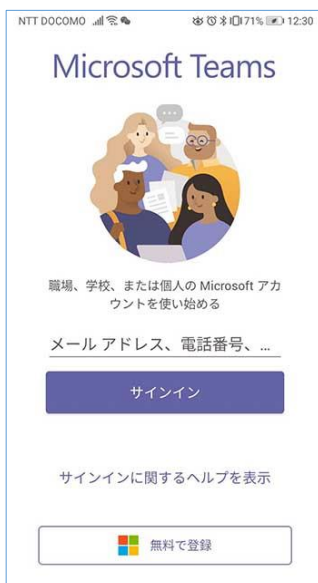 NTT DOCOMO 71% 12:30
Microsoft Teams
職場、学校、または個人の Microsoft アカ
ウントを使い始める
メール アドレス、電話番号、...
サインイン
サインインに関するヘルプを表示
無料で登録